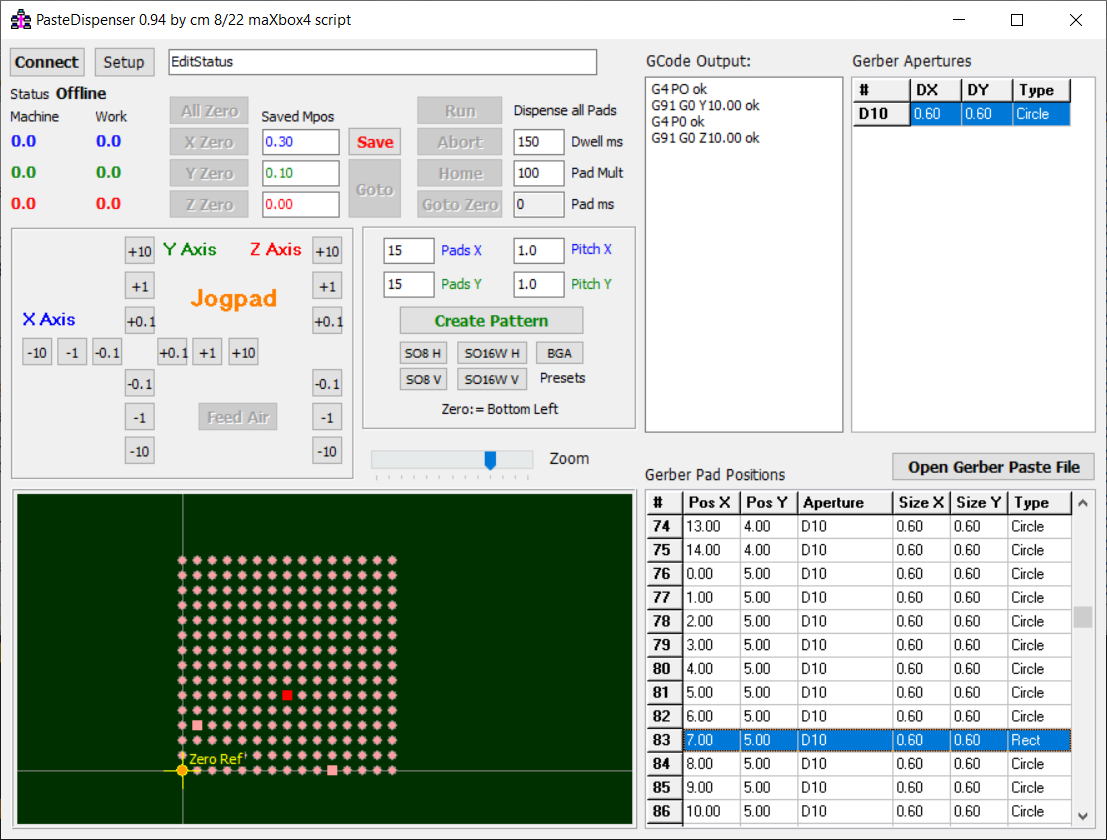 PasteDispenser 0.94 by cm 8/22 maXbox4 script
Connect
Setup
EditStatus
Status Offline
Machine Work
0.0 0.0
0.0 0.0
0.0 0.0
All Zero
X Zero
Y Zero
Z Zero
Saved Mpos
0.30
0.10
0.00
Save
Goto
Run
Abort
Home
Goto Zero
Dispense all Pads
150 Dwell ms
100 Pad Mult
0 Pad ms
GCode Output:
G4 P0 ok
G91 G0 Y10.00 ok
G4 P0 ok
G91 G0 Z10.00 ok
Gerber Apertures
# DX DY Type
D10 0.60 0.60 Circle
+10 Y Axis Z Axis +10
+1 +1
Jogpad
X Axis +0.1 +0.1
-10 -1 -0.1 +0.1 +1 +10
-0.1 -0.1
-1 Feed Air -1
-10 -10
15 Pads X 1.0 Pitch X
15 Pads Y 1.0 Pitch Y
Create Pattern
SO8 H SO16W H BGA
SO8 V SO16W V Presets
Zero:= Bottom Left
Zoom
Gerber Pad Positions
Open Gerber Paste File
Zero Ref
# Pos X Pos Y Aperture Size X Size Y Type
74 13.00 4.00 D10 0.60 0.60 Circle
75 14.00 4.00 D10 0.60 0.60 Circle
76 0.00 5.00 D10 0.60 0.60 Circle
77 1.00 5.00 D10 0.60 0.60 Circle
78 2.00 5.00 D10 0.60 0.60 Circle
79 3.00 5.00 D10 0.60 0.60 Circle
80 4.00 5.00 D10 0.60 0.60 Circle
81 5.00 5.00 D10 0.60 0.60 Circle
82 6.00 5.00 D10 0.60 0.60 Circle
83 7.00 5.00 D10 0.60 0.60 Rect
84 8.00 5.00 D10 0.60 0.60 Circle
85 9.00 5.00 D10 0.60 0.60 Circle
86 10.00 5.00 D10 0.60 0.60 Circle